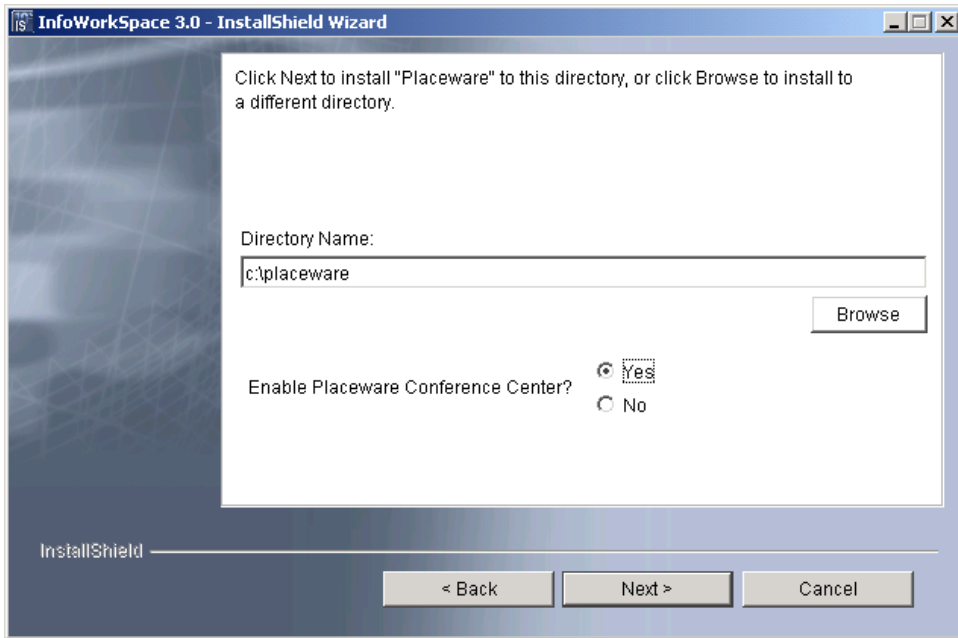 InfoWorkSpace 3.0 - InstallShield Wizard
Click Next to install "Placeware" to this directory, or click Browse to install to
a different directory.
Directory Name:
c:\placeware
Browse
Enable Placeware Conference Center?
Yes
No
InstallShield
< Back
Next >
Cancel